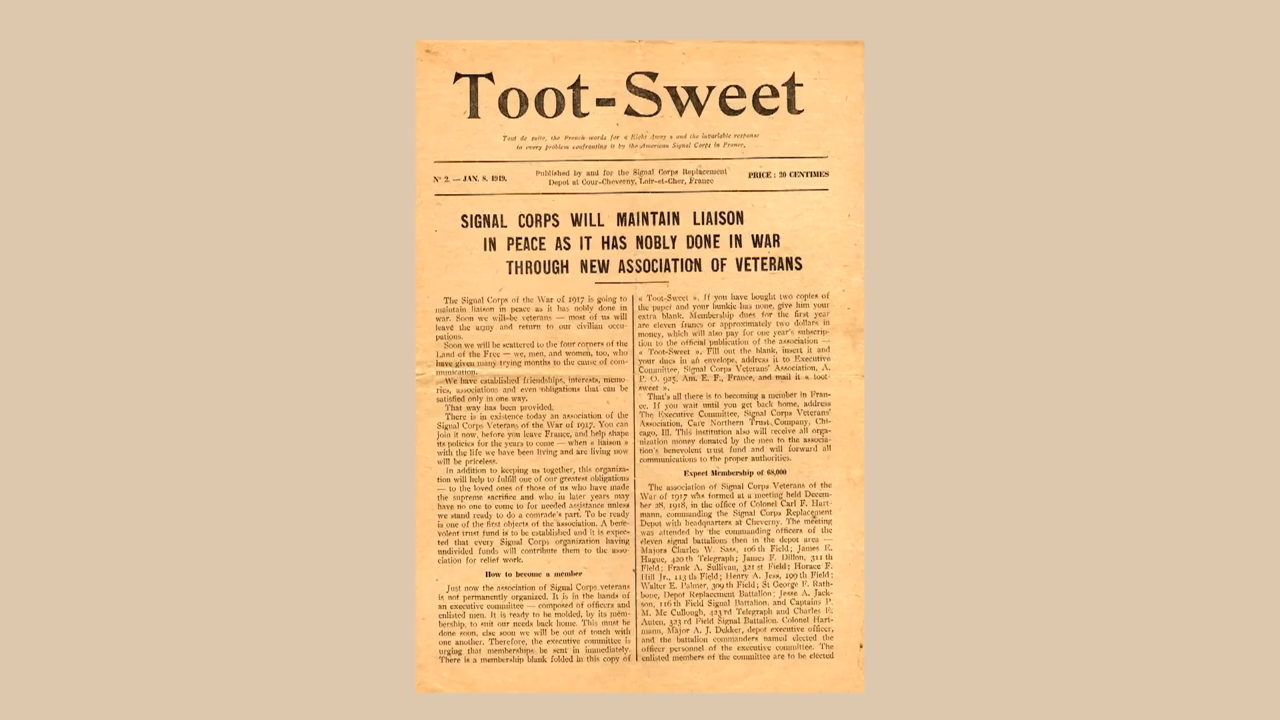 Toot-Sweet
Tout de suite, the French words for « Right Away » and the invariable response
to every problem confronting it by the American Signal Corps in France.
N° 2. — JAN. 8, 1919.
Published by and for the Signal Corps Replacement
Depot at Cour-Cheverny, Loir-et-Cher, France
PRICE : 20 CENTIMES
SIGNAL CORPS WILL MAINTAIN LIAISON
IN PEACE AS IT HAS NOBLY DONE IN WAR
THROUGH NEW ASSOCIATION OF VETERANS
The Signal Corps of the War of 1917 is going to
maintain liaison in peace as it has nobly done in
war. Soon we will be veterans — most of us will
leave the army and return to our civilian occu-
pations.
Soon we will be scattered to the four corners of the
Land of the Free — we, men, and women, too, who
have given many trying months to the cause of com-
munication.
We have established friendships, interests, memo-
ries, associations and even obligations that can be
satisfied only in one way.
That way has been provided.
There is in existence today an association of the
Signal Corps Veterans of the War of 1917. You can
join it now, before you leave France, and help shape
its policies for the years to come — when « liaison »
with the life we have been living and are living now
will be priceless.
In addition to keeping us together, this organiza-
tion will help to fulfill one of our greatest obligations
— to the loved ones of those of us who have made
the supreme sacrifice and who in later years may
have no one to come to for needed assistance unless
we stand ready to do a comrade's part. To be ready
is one of the first objects of the association. A bene-
volent trust fund is to be established and it is expec-
ted that every Signal Corps organization having
undivided funds will contribute them to the asso-
ciation for relief work.
How to become a member
Just now the association of Signal Corps veterans
is not permanently organized. It is in the hands of
an executive committee — composed of officers and
enlisted men. It is ready to be molded, by its mem-
bership, to suit our needs back home. This must be
done soon, else soon we will be out of touch with
one another. Therefore, the executive committee is
urging that memberships be sent in immediately.
There is a membership blank folded in this copy of
« Toot-Sweet ». If you have bought two copies of
the paper and your bunkie has none, give him your
extra blank. Membership dues for the first year
are eleven francs or approximately two dollars in
money, which will also pay for one year's subscrip-
tion to the official publication of the association —
« Toot-Sweet ». Fill out the blank, insert it and
your dues in an envelope, address it to Executive
Committee, Signal Corps Veterans' Association, A.
P. O. 923, Am. E. F., France, and mail it « toot-
sweet ».
That's all there is to becoming a member in Fran-
ce. If you wait until you get back home, address
The Executive Committee, Signal Corps Veterans'
Association, Care Northern Trust Company, Chi-
cago, Ill. This institution also will receive all orga-
nization money donated by the men to the associa-
tion's benevolent trust fund and will forward all
communications to the proper authorities.
Expect Membership of 68,000
The association of Signal Corps Veterans of the
War of 1917 was formed at a meeting held Decem-
ber 28, 1918, in the office of Colonel Carl F. Hart-
mann, commanding the Signal Corps Replacement
Depot with headquarters at Cheverny. The meeting
was attended by the commanding officers of the
eleven signal battalions then in the depot area —
Majors Charles W. Sass, 106 th Field; James E.
Hague, 420 th Telegraph; James F. Dillon, 311 th
Field; Frank A. Sullivan, 321 st Field; Horace F.
Hill Jr., 113 th Field; Henry A. Jess, 109 th Field;
Walter E. Palmer, 309 th Field; St George F. Rath-
bone, Depot Replacement Battalion; Jesse A. Jack-
son, 116 th Field Signal Battalion, and Captains P.
M. Mc Cullough, 423 rd Telegraph and Charles E.
Auten, 323 rd Field Signal Battalion. Colonel Hart-
mann, Major A. J. Dekker, depot executive officer,
and the battalion commanders named elected the
officer personnel of the executive committee. The
enlisted members of the committee are to be elected